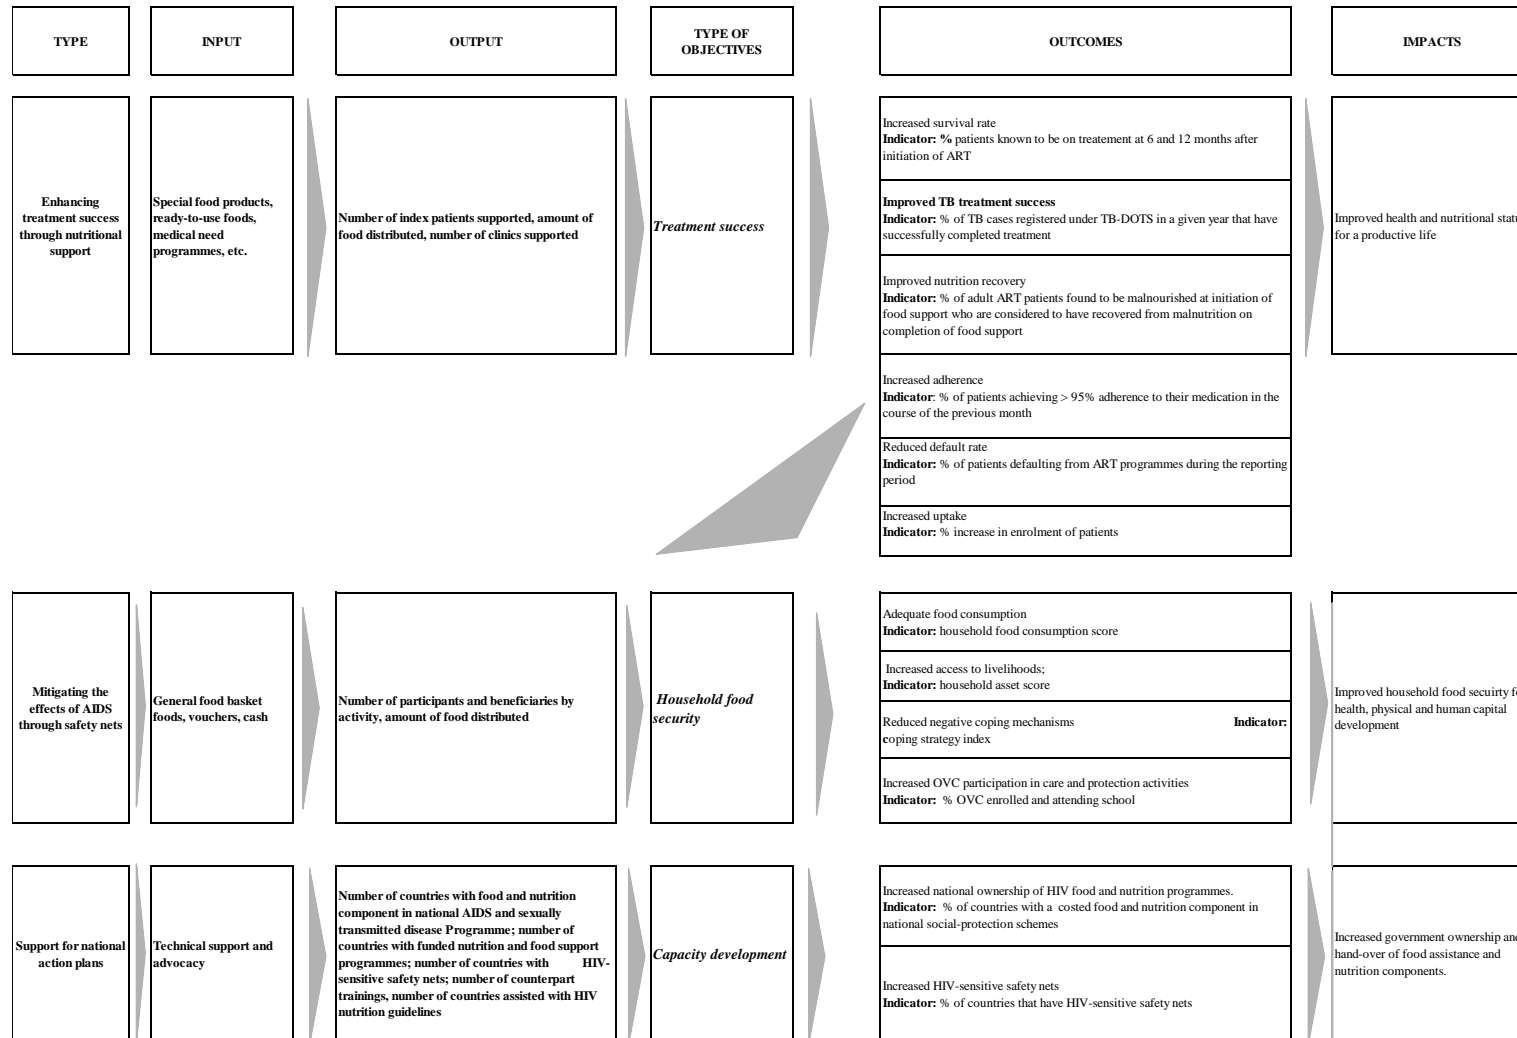 TYPE
INPUT
OUTPUT
TYPE OF
OBJECTIVES
OUTCOMES
IMPACTS
Enhancing
treatment success
through nutritional
support
Special food products,
ready-to-use foods,
medical need
programmes, etc.
Number of index patients supported, amount of
food distributed, number of clinics supported
Treatment success
Increased survival rate
Indicator: % patients known to be on treatement at 6 and 12 months after
initiation of ART
Improved TB treatment success
Indicator: % of TB cases registered under TB-DOTS in a given year that have
successfully completed treatment
Improved nutrition recovery
Indicator: % of adult ART patients found to be malnourished at initiation of
food support who are considered to have recovered from malnutrition on
completion of food support
Increased adherence
Indicator: % of patients achieving > 95% adherence to their medication in the
course of the previous month
Reduced default rate
Indicator: % of patients defaulting from ART programmes during the reporting
period
Increased uptake
Indicator: % increase in enrolment of patients
Improved health and nutritional
for a productive life
Mitigating the
effects of AIDS
through safety nets
General food basket
foods, vouchers, cash
Number of participants and beneficiaries by
activity, amount of food distributed
Household food
security
Adequate food consumption
Indicator: household food consumption score
Increased access to livelihoods;
Indicator: household asset score
Reduced negative coping mechanisms Indicator:
coping strategy index
Increased OVC participation in care and protection activities
Indicator: % OVC enrolled and attending school
Improved household food secuirty
health, physical and human capital
development
Support for national
action plans
Technical support and
advocacy
Number of countries with food and nutrition
component in national AIDS and sexually
transmitted disease Programme; number of
countries with funded nutrition and food support
programmes; number of countries with HIV-
sensitive safety nets; number of counterpart
trainings, number of countries assisted with HIV
nutrition guidelines
Capacity development
Increased national ownership of HIV food and nutrition programmes.
Indicator: % of countries with a costed food and nutrition component in
national social-protection schemes
Increased HIV-sensitive safety nets
Indicator: % of countries that have HIV-sensitive safety nets
Increased government ownership
hand-over of food assistance and
nutrition components.